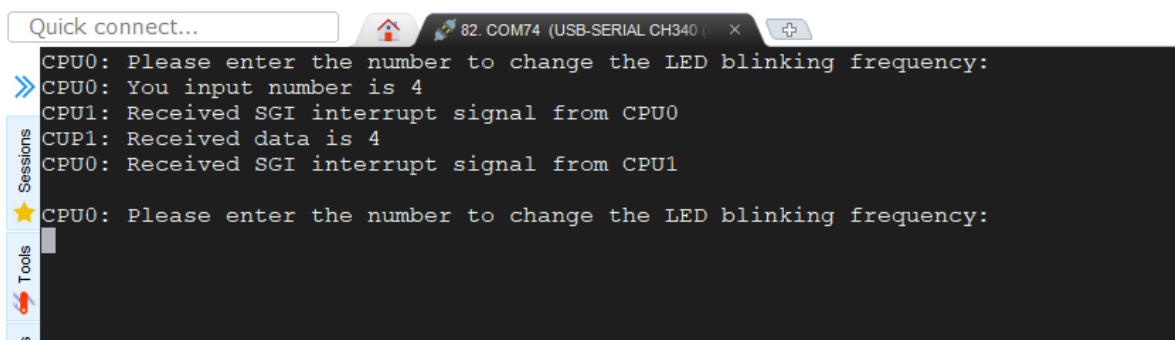 Quick connect...
82. COM74 (USB-SERIAL CH340 (
CPU0: Please enter the number to change the LED blinking frequency:
CPU0: You input number is 4
CPU1: Received SGI interrupt signal from CPU0
CUP1: Received data is 4
CPU0: Received SGI interrupt signal from CPU1
CPU0: Please enter the number to change the LED blinking frequency:
Sessions
Tools